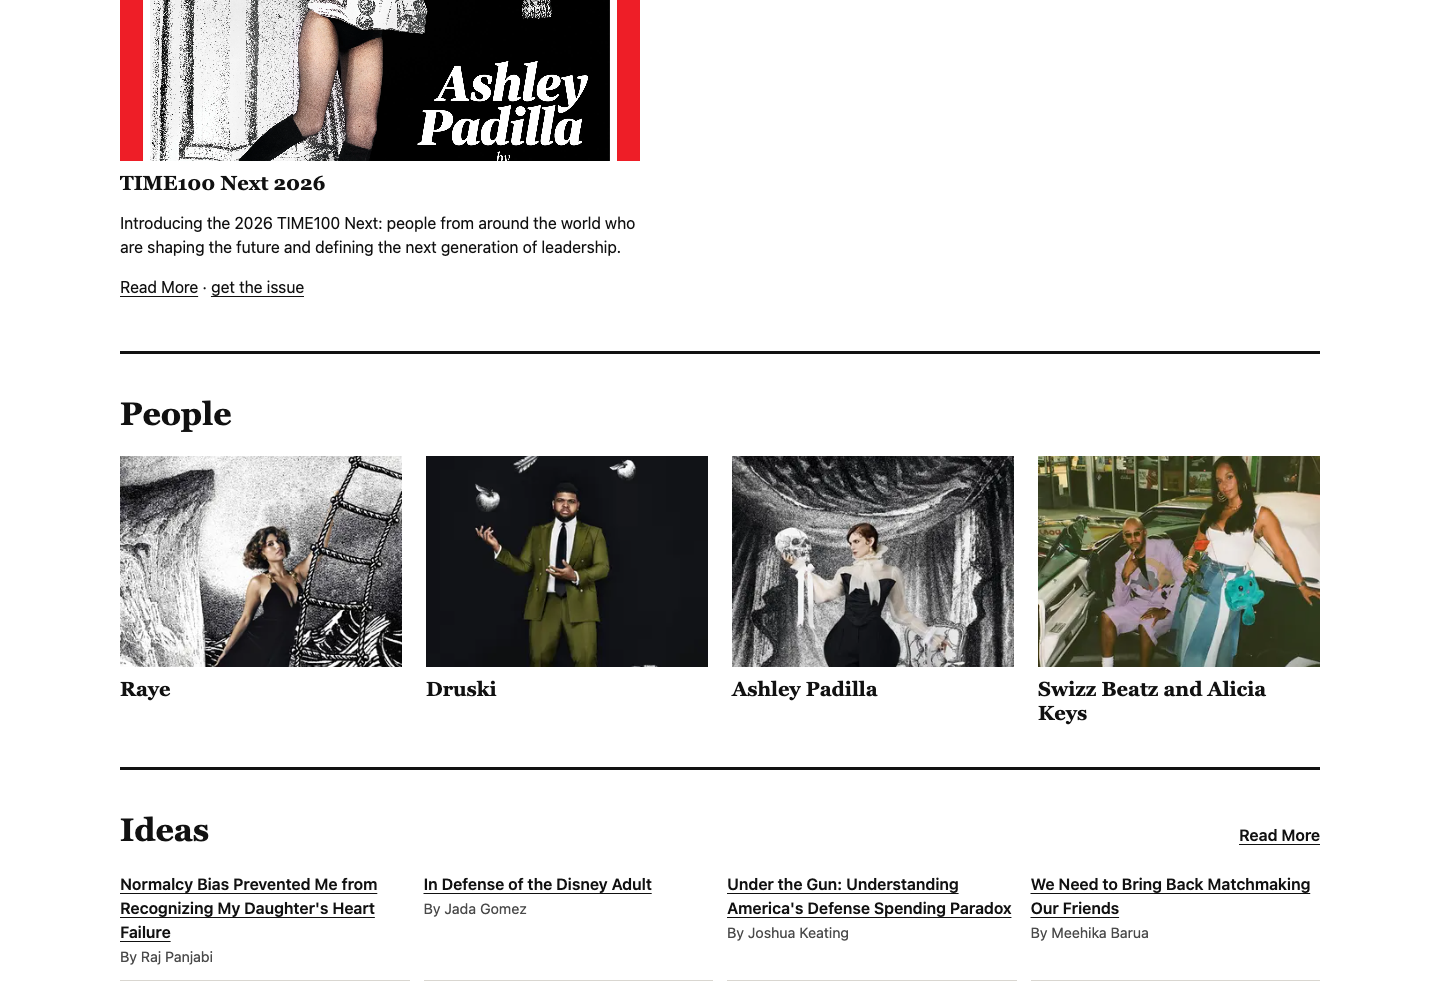 Ashley
Padilla
by
TIME100 Next 2026
Introducing the 2026 TIME100 Next: people from around the world who
are shaping the future and defining the next generation of leadership.
Read More · get the issue
People
Raye
Druski
Ashley Padilla
Swizz Beatz and Alicia
Keys
Ideas
Read More
Normalcy Bias Prevented Me from
Recognizing My Daughter's Heart
Failure
By Raj Panjabi
In Defense of the Disney Adult
By Jada Gomez
Under the Gun: Understanding
America's Defense Spending Paradox
By Joshua Keating
We Need to Bring Back Matchmaking
Our Friends
By Meehika Barua